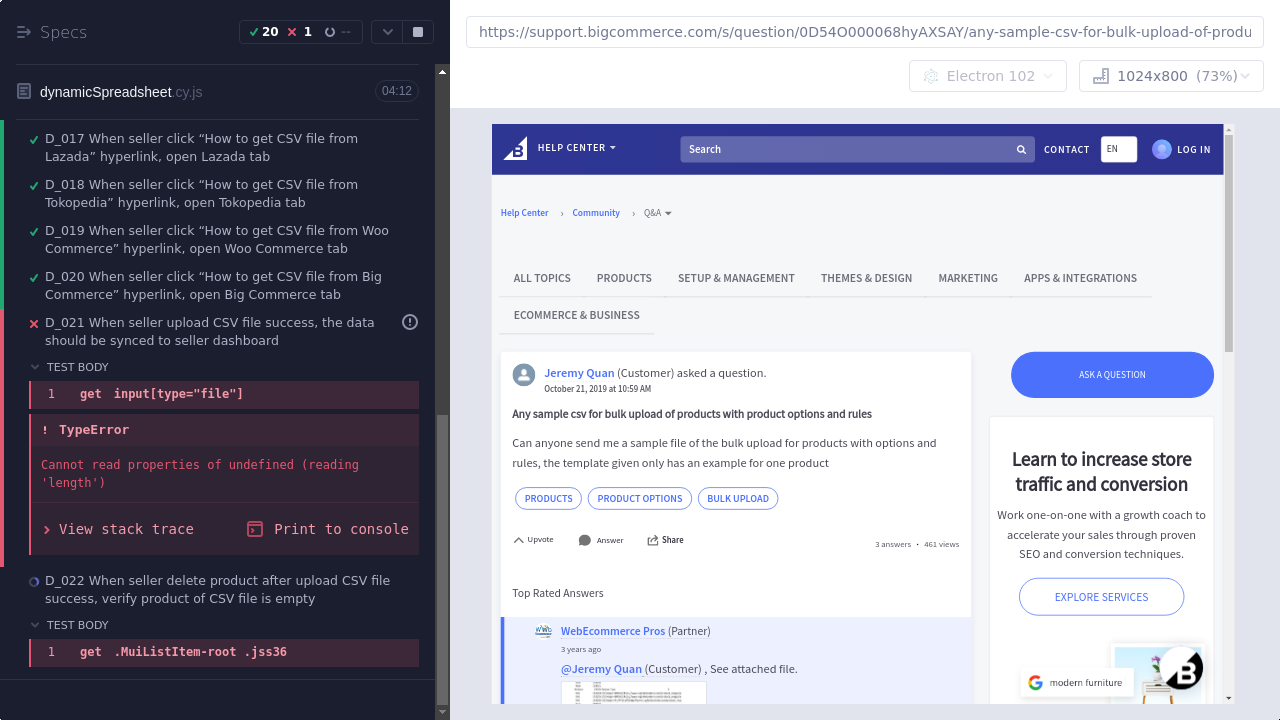 Specs
20
1
--
dynamicSpreadsheet.cy.js
04:12
D_017 When seller click “How to get CSV file from
Lazada” hyperlink, open Lazada tab
D_018 When seller click “How to get CSV file from
Tokopedia” hyperlink, open Tokopedia tab
D_019 When seller click “How to get CSV file from Woo
Commerce” hyperlink, open Woo Commerce tab
D_020 When seller click “How to get CSV file from Big
Commerce” hyperlink, open Big Commerce tab
D_021 When seller upload CSV file success, the data
should be synced to seller dashboard
TEST BODY
1 get input[type="file"]
! TypeError
Cannot read properties of undefined (reading
'length')
View stack trace
Print to console
D_022 When seller delete product after upload CSV file
success, verify product of CSV file is empty
TEST BODY
1 get .MuiListItem-root .jss36
https://support.bigcommerce.com/s/question/0D54O000068hyAXSAY/any-sample-csv-for-bulk-upload-of-produ
Electron 102
1024x800 (73%)
B
HELP CENTER
Search
CONTACT
EN
LOG IN
Help Center › Community › Q&A
ALL TOPICS
PRODUCTS
SETUP & MANAGEMENT
THEMES & DESIGN
MARKETING
APPS & INTEGRATIONS
ECOMMERCE & BUSINESS
Jeremy Quan (Customer) asked a question.
October 21, 2019 at 10:59 AM
Any sample csv for bulk upload of products with product options and rules
Can anyone send me a sample file of the bulk upload for products with options and
rules, the template given only has an example for one product
PRODUCTS
PRODUCT OPTIONS
BULK UPLOAD
Upvote
Answer
Share
3 answers • 461 views
Top Rated Answers
WebEcommerce Pros (Partner)
3 years ago
@Jeremy Quan (Customer) , See attached file.
ASK A QUESTION
Learn to increase store
traffic and conversion
Work one-on-one with a growth coach to
accelerate your sales through proven
SEO and conversion techniques.
EXPLORE SERVICES
modern furniture
B